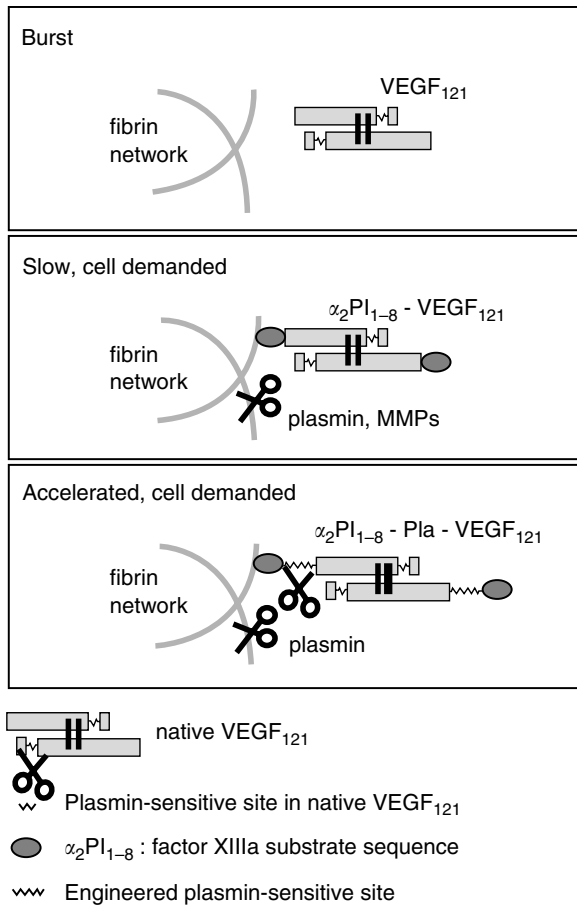 Burst
VEGF₁₂₁
fibrin
network
Slow, cell demanded
α₂PI₁₋₈ - VEGF₁₂₁
fibrin
network
plasmin, MMPs
Accelerated, cell demanded
α₂PI₁₋₈ - Pla - VEGF₁₂₁
fibrin
network
plasmin
native VEGF₁₂₁
Plasmin-sensitive site in native VEGF₁₂₁
α₂PI₁₋₈ : factor XIIIa substrate sequence
Engineered plasmin-sensitive site